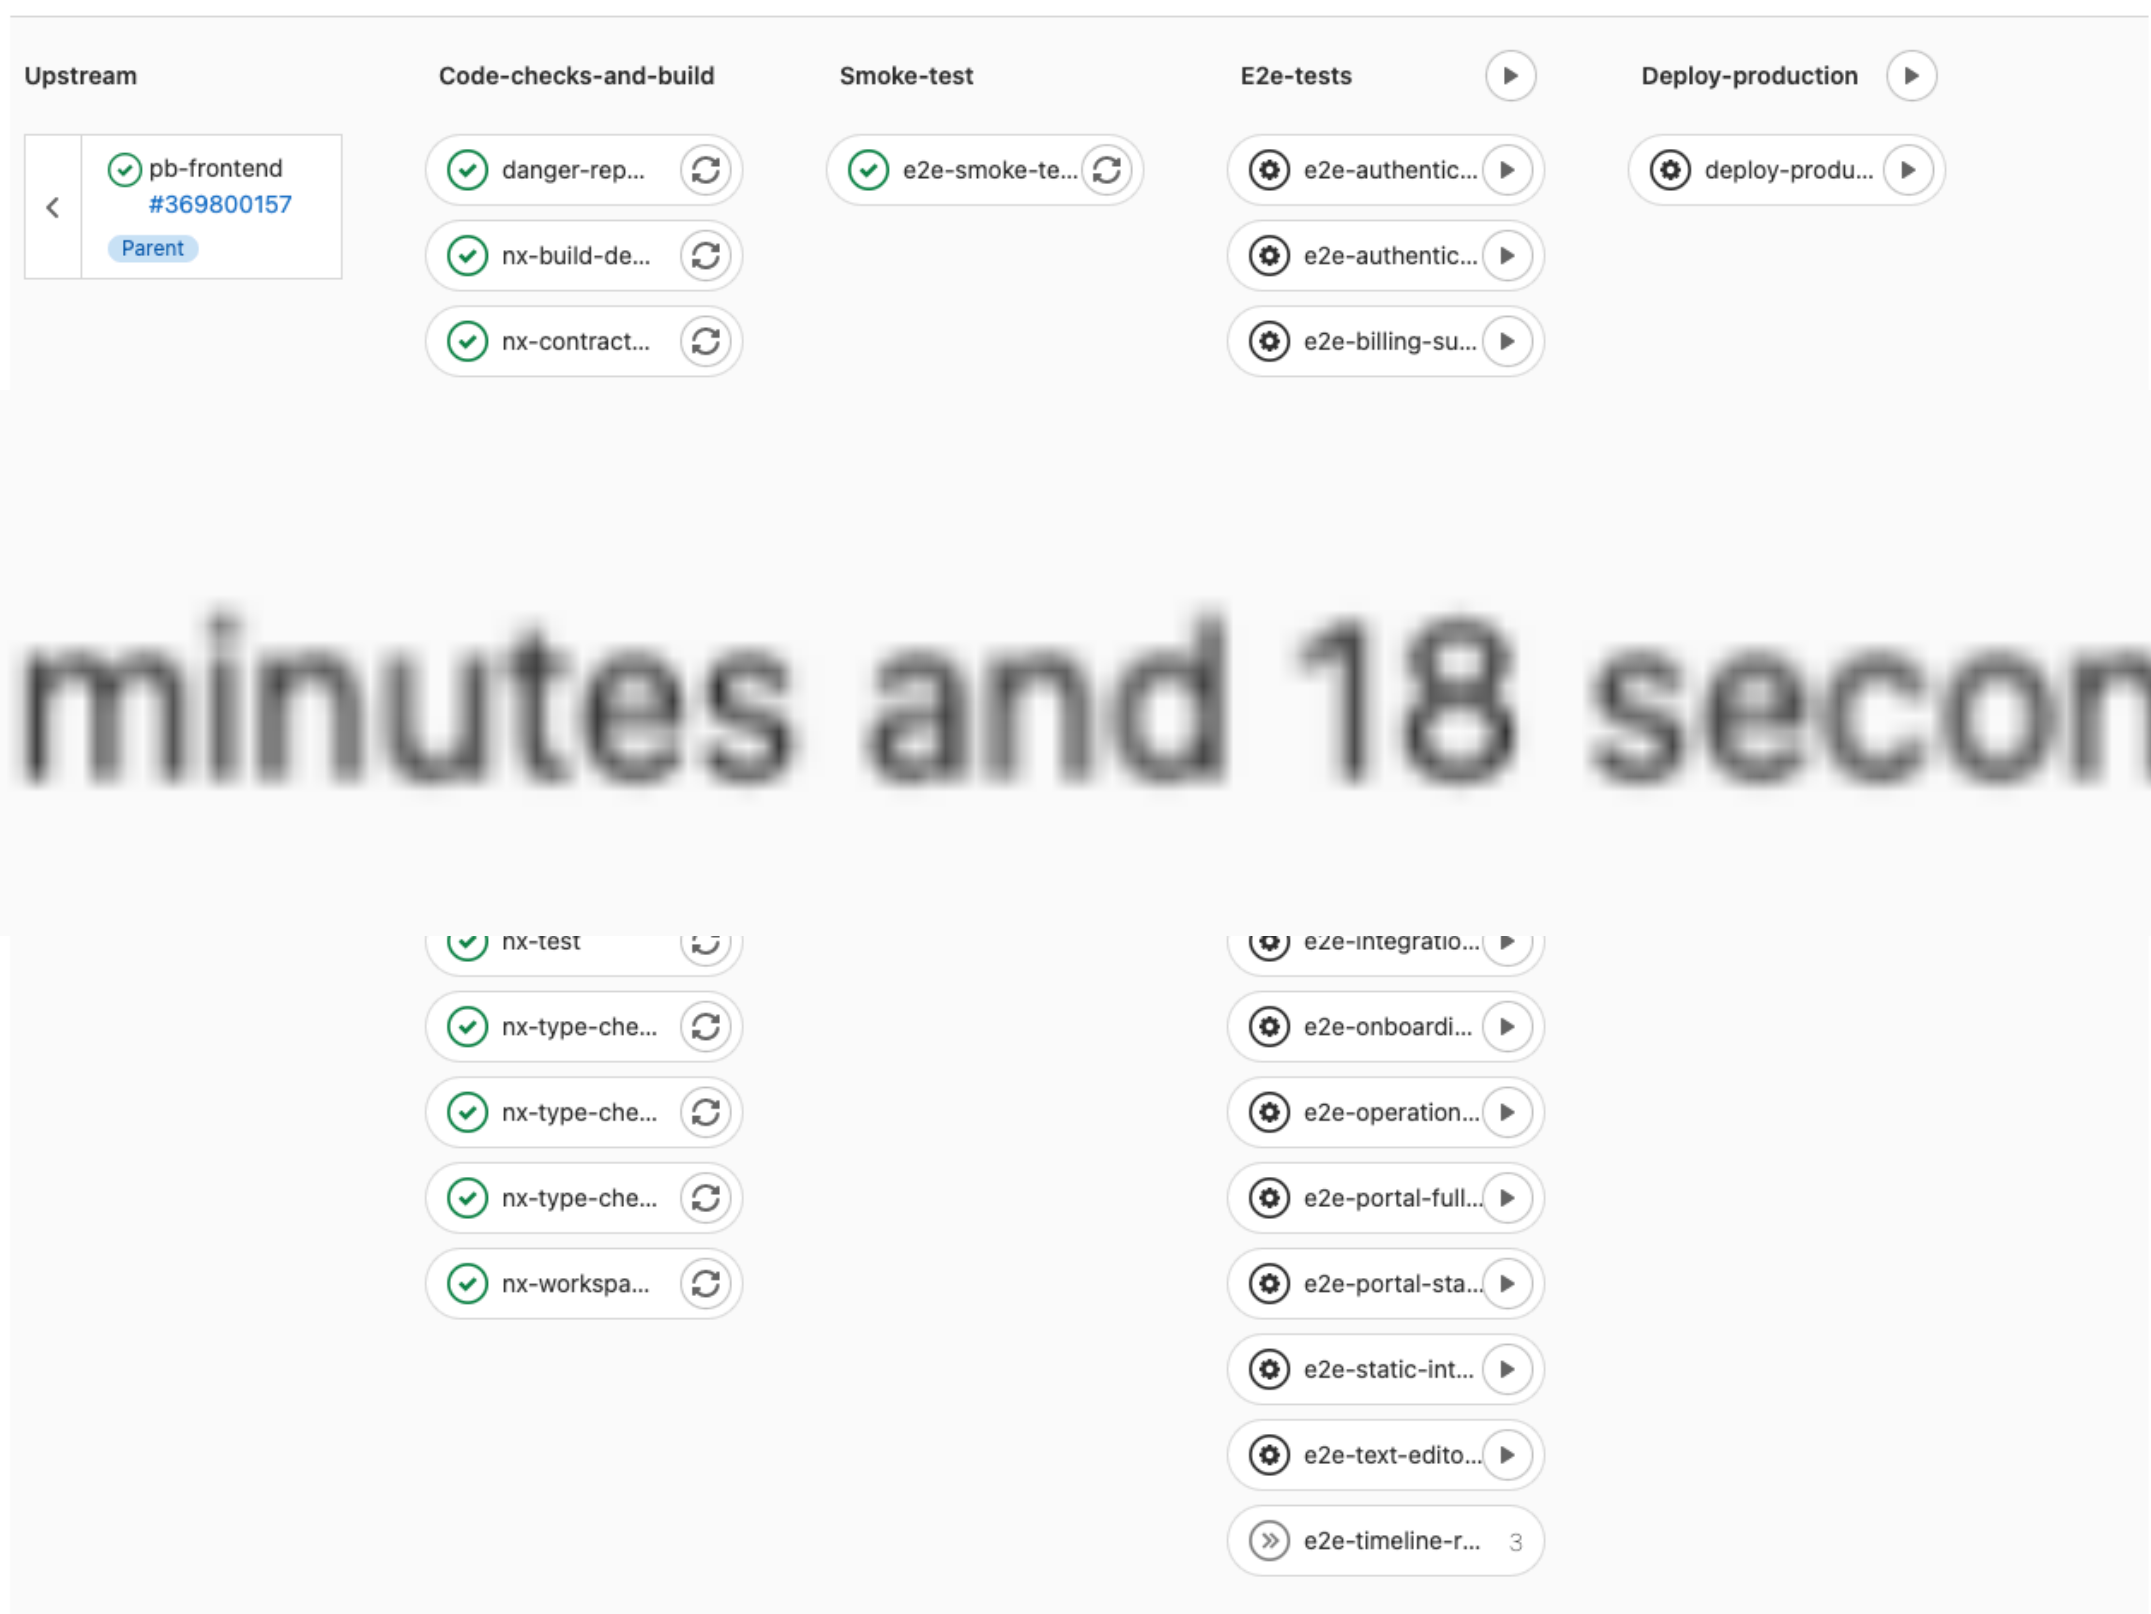 Upstream
Code-checks-and-build
Smoke-test
E2e-tests
Deploy-production
pb-frontend
#369800157
Parent
danger-rep...
e2e-smoke-te...
e2e-authentic...
deploy-produ...
nx-build-de...
e2e-authentic...
nx-contract...
e2e-billing-su...
minutes and 18 secon
nx-test
e2e-integratio...
nx-type-che...
e2e-onboardi...
nx-type-che...
e2e-operation...
nx-type-che...
e2e-portal-full...
nx-workspa...
e2e-portal-sta...
e2e-static-int...
e2e-text-edito...
e2e-timeline-r... 3